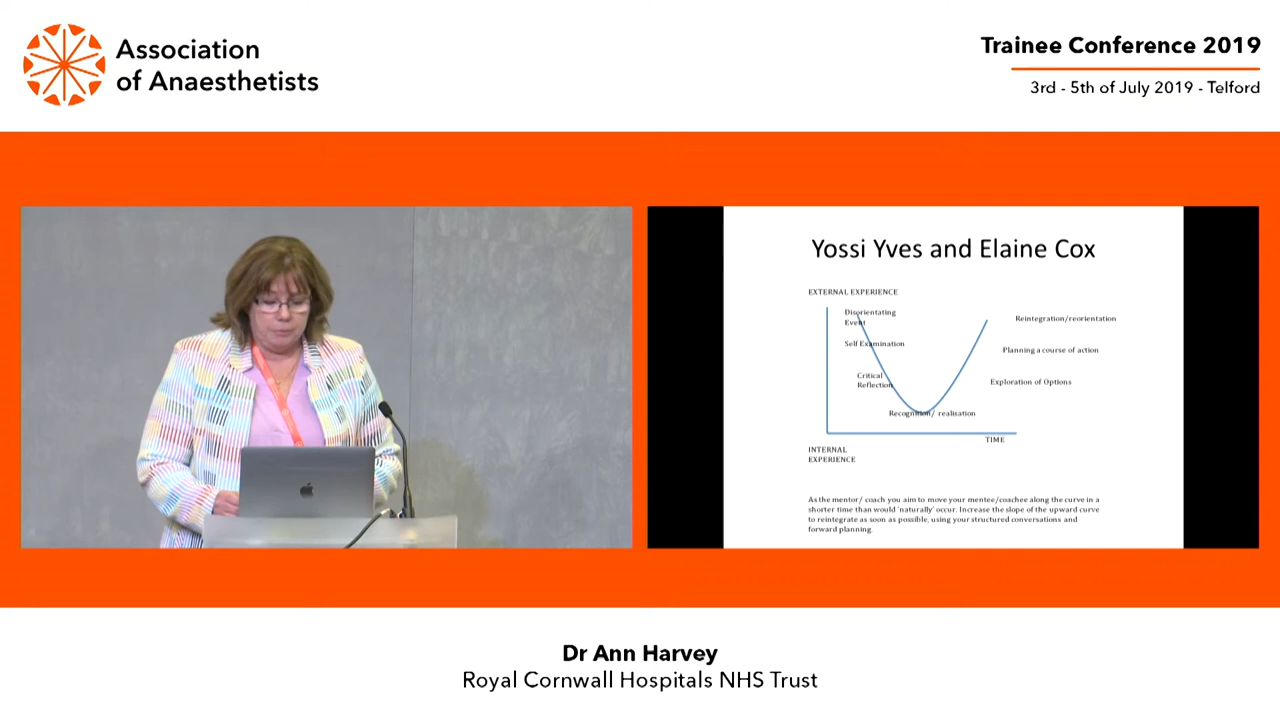 Association
of Anaesthetists
Trainee Conference 2019
3rd - 5th of July 2019 - Telford
Yossi Yves and Elaine Cox
EXTERNAL EXPERIENCE
Disorientating
Event
Self Examination
Critical
Reflection
Recognition/ realisation
Reintegration/reorientation
Planning a course of action
Exploration of Options
TIME
INTERNAL
EXPERIENCE
As the mentor/ coach you aim to move your mentee/coachee along the curve in a
shorter time than would 'naturally' occur. Increase the slope of the upward curve
to reintegrate as soon as possible, using your structured conversations and
forward planning.
Dr Ann Harvey
Royal Cornwall Hospitals NHS Trust